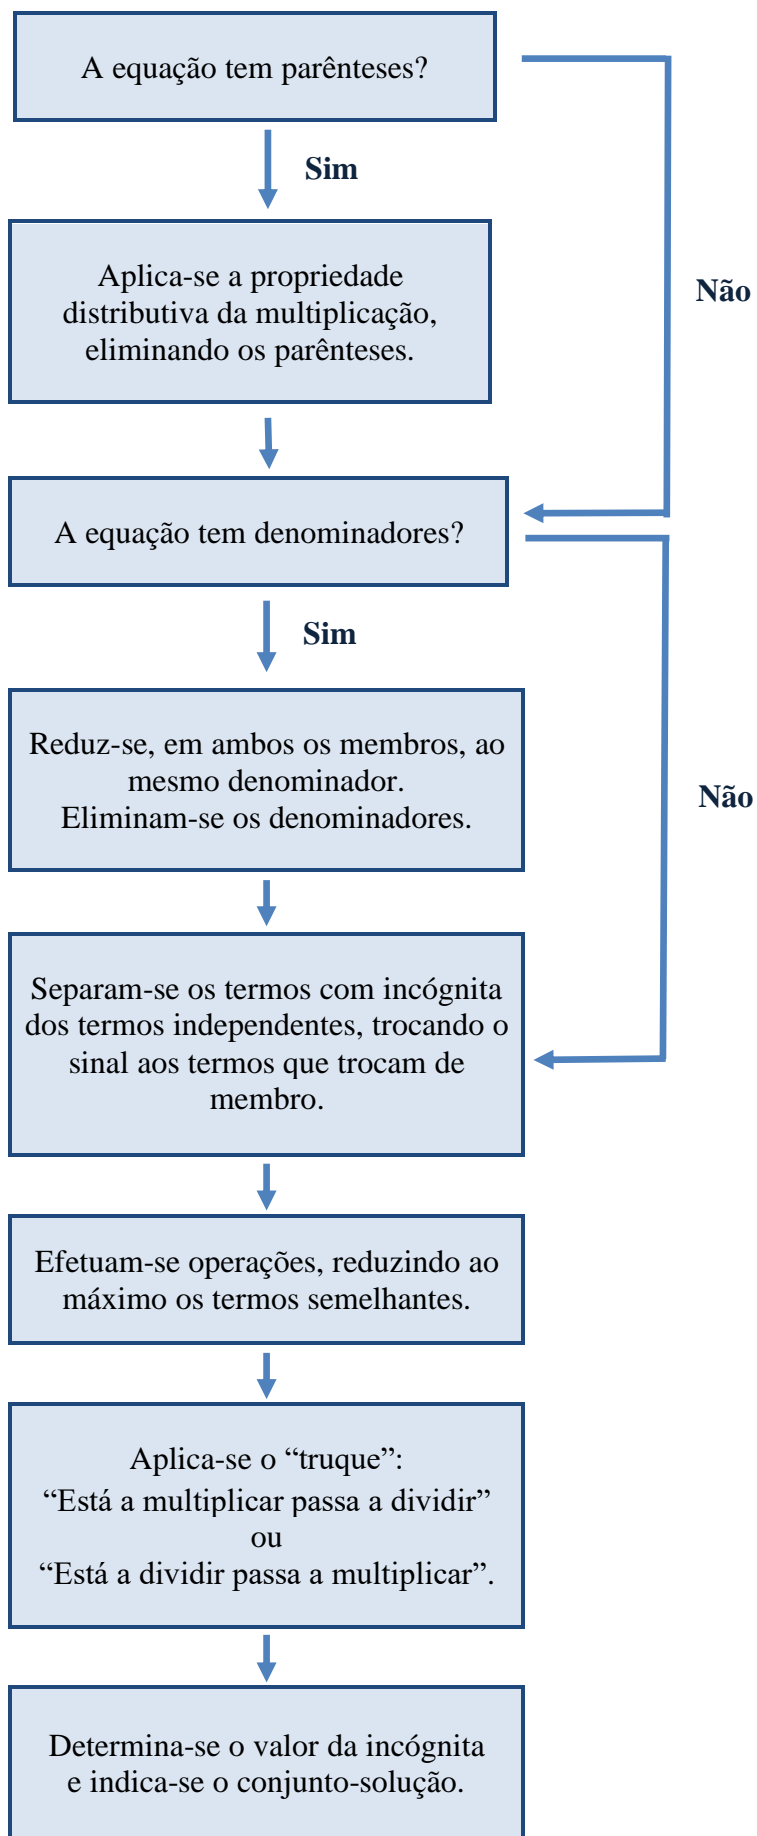 A equação tem parênteses?
Sim
Aplica-se a propriedade
distributiva da multiplicação,
eliminando os parênteses.
Não
A equação tem denominadores?
Sim
Reduz-se, em ambos os membros, ao
mesmo denominador.
Eliminam-se os denominadores.
Não
Separam-se os termos com incógnita
dos termos independentes, trocando o
sinal aos termos que trocam de
membro.
Efetuam-se operações, reduzindo ao
máximo os termos semelhantes.
Aplica-se o “truque”:
“Está a multiplicar passa a dividir”
ou
“Está a dividir passa a multiplicar”.
Determina-se o valor da incógnita
e indica-se o conjunto-solução.